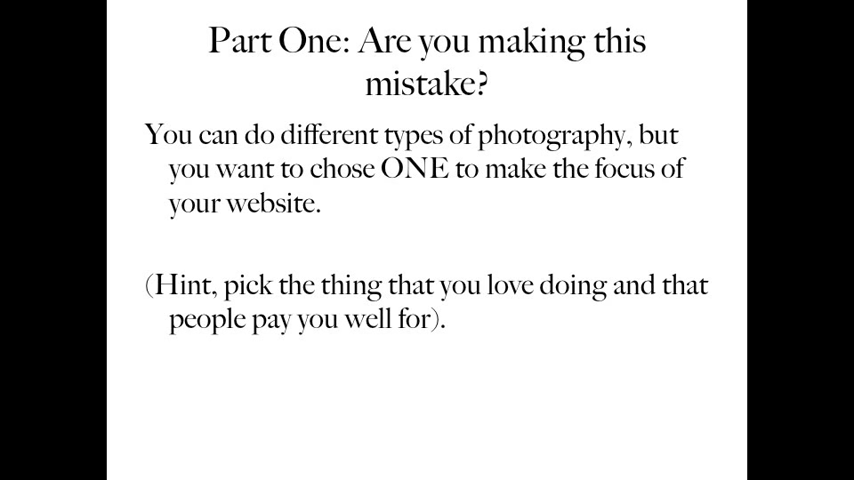 Part One: Are you making this
mistake?
You can do different types of photography, but
you want to chose ONE to make the focus of
your website.
(Hint, pick the thing that you love doing and that
people pay you well for).